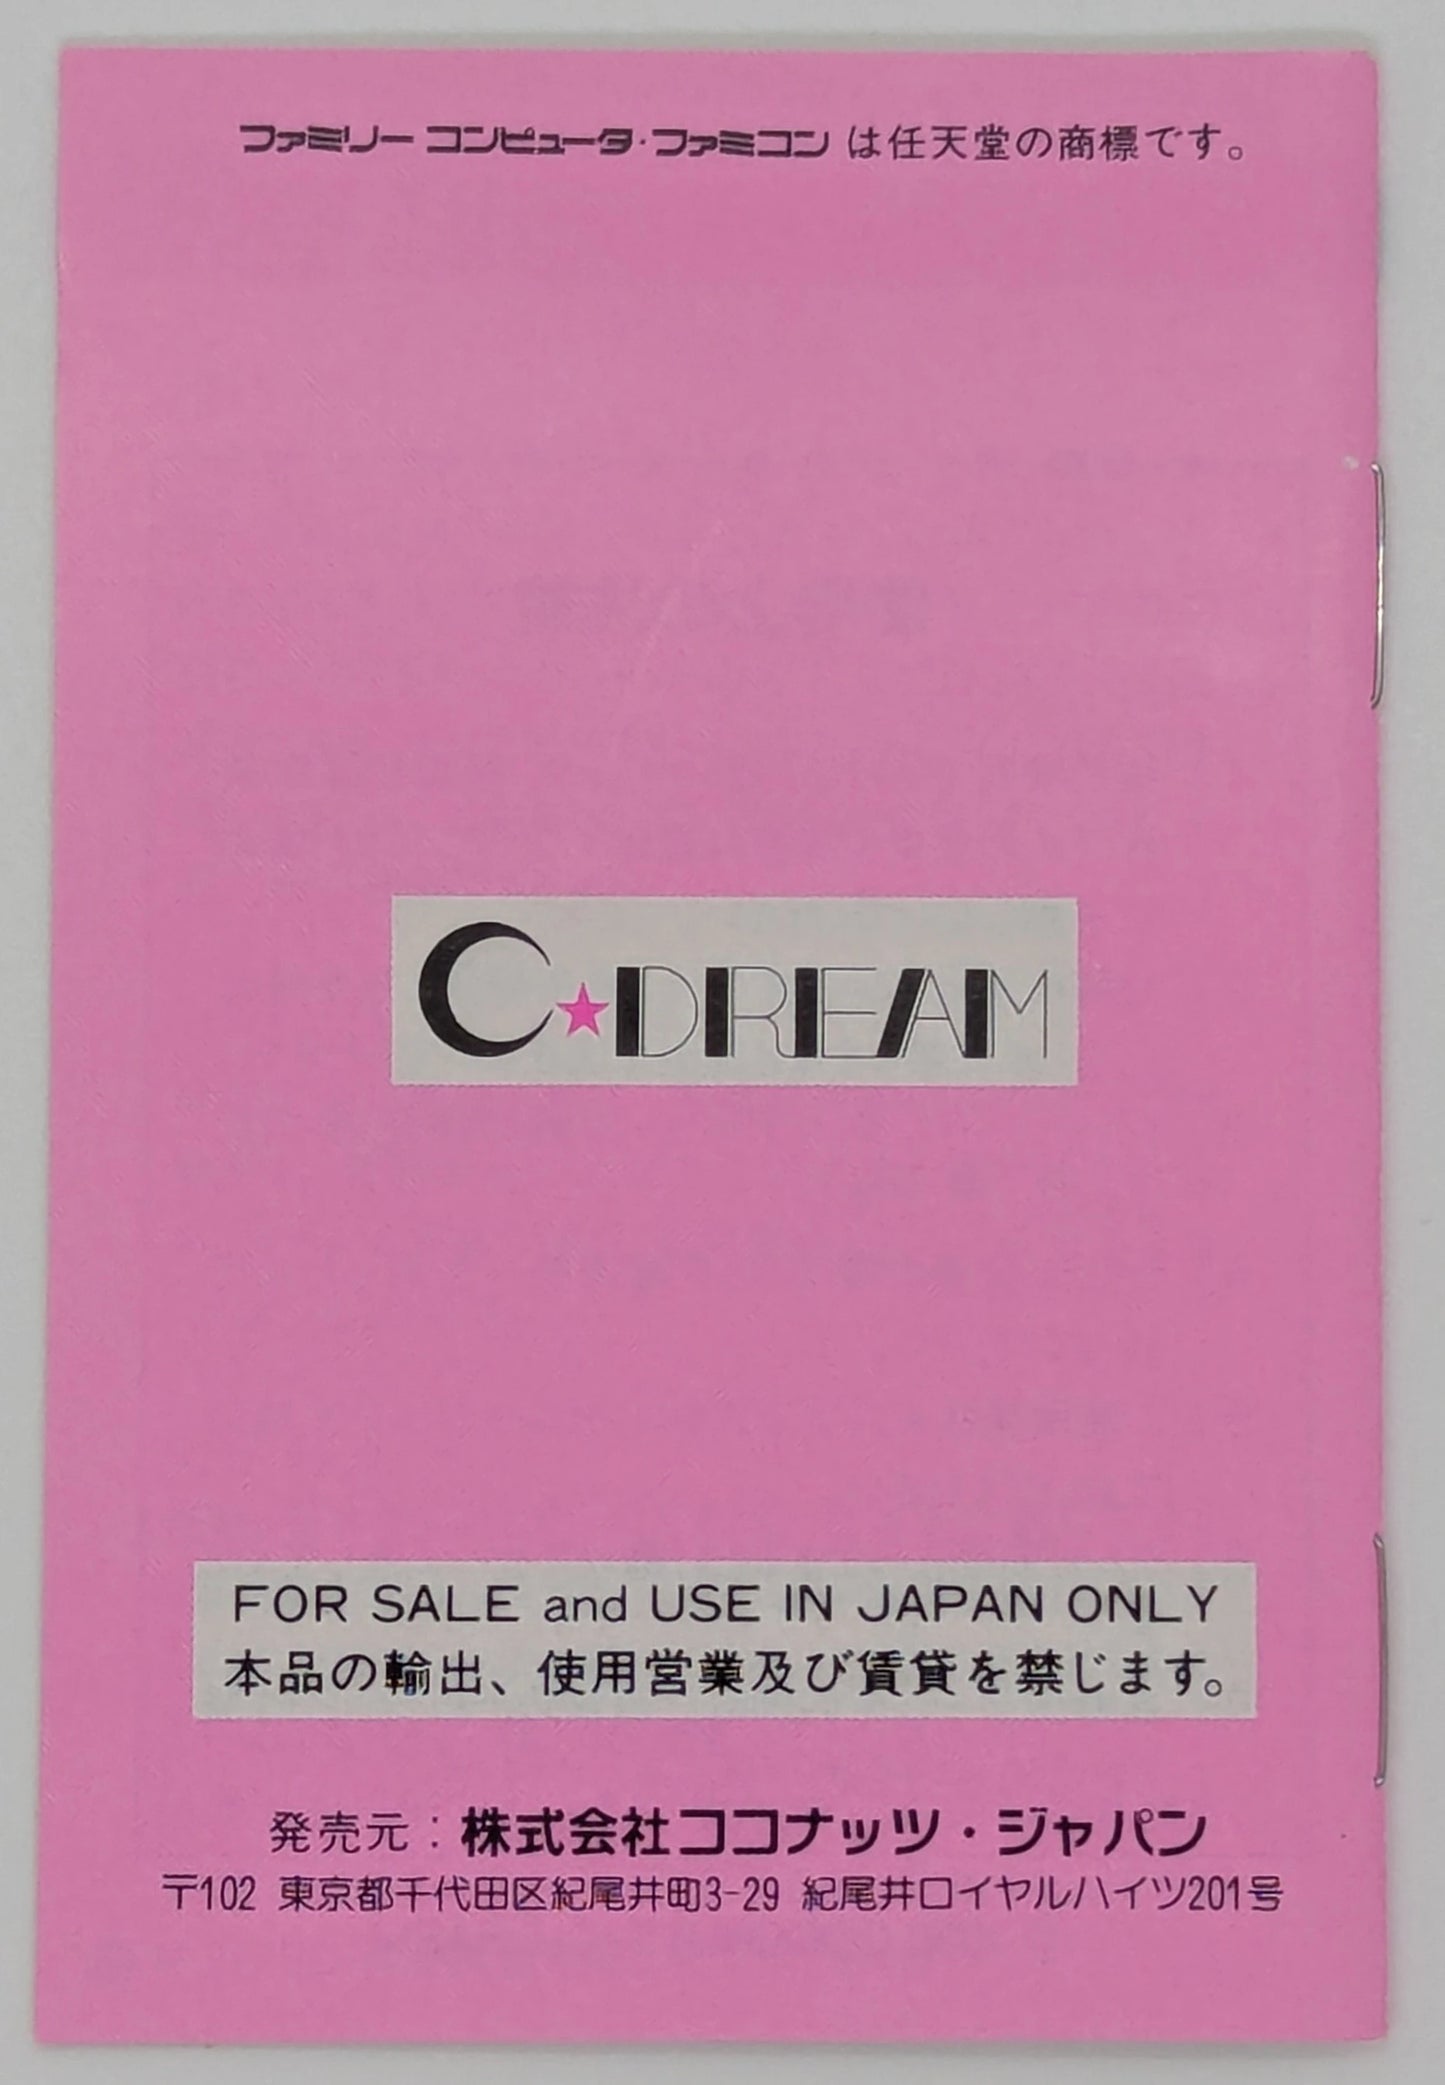 ファミリー コンピュータ・ファミコン は任天堂の商標です。
C★DREAM
FOR SALE and USE IN JAPAN ONLY
本品の輸出、使用営業及び賃貸を禁じます。
発売元：株式会社ココナッツ・ジャパン
〒102 東京都千代田区紀尾井町3-29 紀尾井ロイヤルハイツ201号